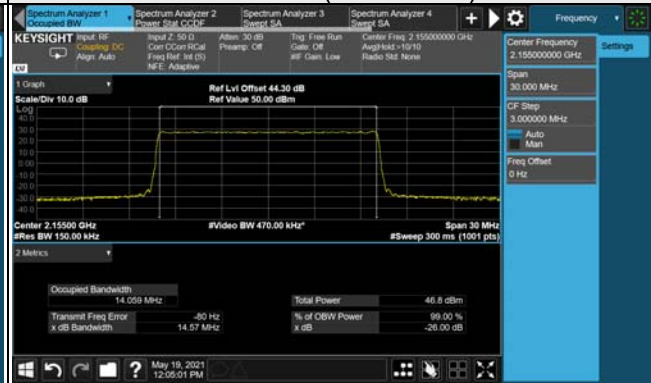 Spectrum Analyzer 1
Occupied BW
Spectrum Analyzer 2
Power Stat CCDF
Spectrum Analyzer 3
Swept SA
Spectrum Analyzer 4
Swept SA
Frequency
KEYSIGHT
Input: RF
Coupling: DC
Align: Auto
Input Z: 50 Ω
Corr CCorr RCal
Freq Ref: Int (S)
NFE: Adaptive
Atten: 30 dB
Preamp: Off
Trig: Free Run
Gate: Off
#IF Gain: Low
Center Freq: 2.155000000 GHz
Avg|Hold:>10/10
Radio Std: None
Center Frequency
2.155000000 GHz
Settings
Span
30.000 MHz
CF Step
3.000000 MHz
Auto
Man
Freq Offset
0 Hz
LXI
1 Graph
Scale/Div 10.0 dB
Ref Lvl Offset 44.30 dB
Ref Value 50.00 dBm
Log
40.0
30.0
20.0
10.0
0.00
-10.0
-20.0
-30.0
-40.0
Center 2.15500 GHz
#Res BW 150.00 kHz
#Video BW 470.00 kHz*
Span 30 MHz
#Sweep 300 ms (1001 pts)
2 Metrics
Occupied Bandwidth
14.059 MHz
Total Power 46.8 dBm
Transmit Freq Error -80 Hz
% of OBW Power 99.00 %
x dB Bandwidth 14.57 MHz
x dB -26.00 dB
?
May 19, 2021
12:05:01 PM